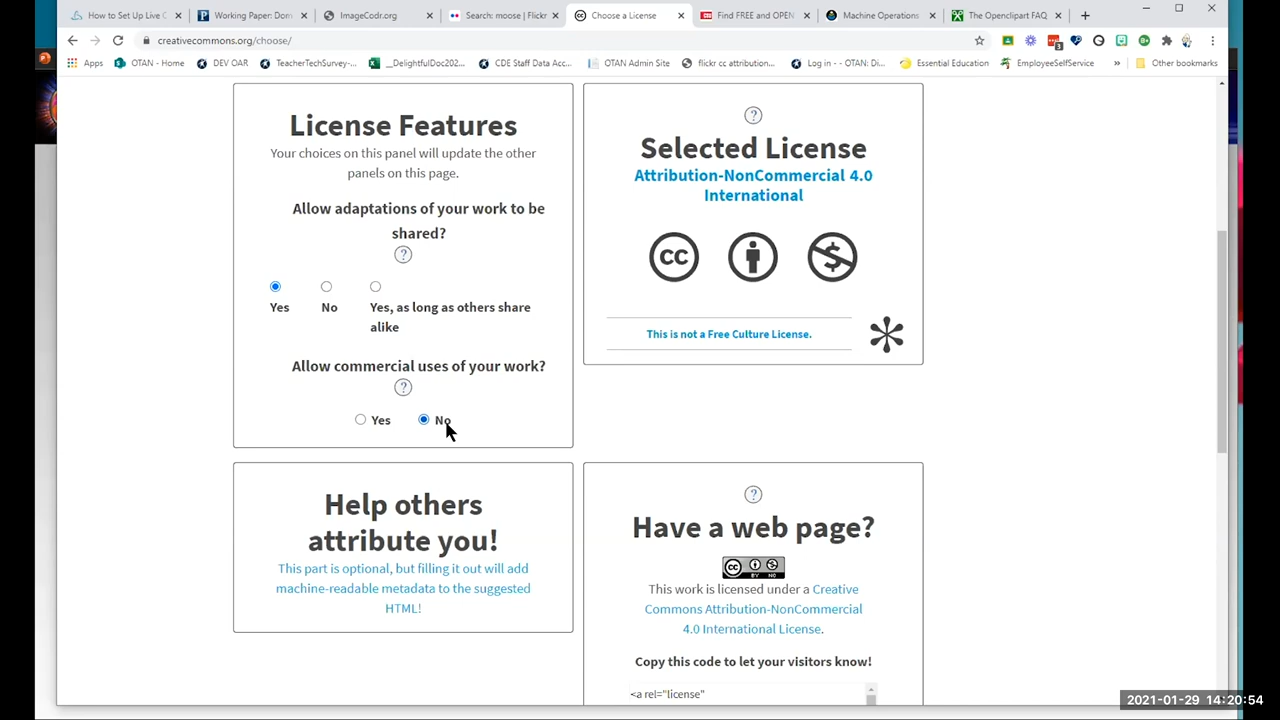 How to Set Up Live C
Working Paper: Dom
ImageCodr.org
Search: moose | Flickr
Choose a License
Find FREE and OPEN
Machine Operations
The Openclipart FAQ
creativecommons.org/choose/
3
Apps
OTAN - Home
DEV OAR
TeacherTechSurvey-...
__DelightfulDoc202...
CDE Staff Data Acc...
OTAN Admin Site
flickr cc attribution...
Log in - - OTAN: Di...
Essential Education
EmployeeSelfService
»
Other bookmarks
License Features
Your choices on this panel will update the other
panels on this page.
Allow adaptations of your work to be
shared?
?
Yes
No
Yes, as long as others share
alike
Allow commercial uses of your work?
?
Yes
No
?
Selected License
Attribution-NonCommercial 4.0
International
cc
$
This is not a Free Culture License.
Help others
attribute you!
This part is optional, but filling it out will add
machine-readable metadata to the suggested
HTML!
?
Have a web page?
cc
BY NC
This work is licensed under a Creative
Commons Attribution-NonCommercial
4.0 International License.
Copy this code to let your visitors know!
<a rel="license"
2021-01-29 14:20:54